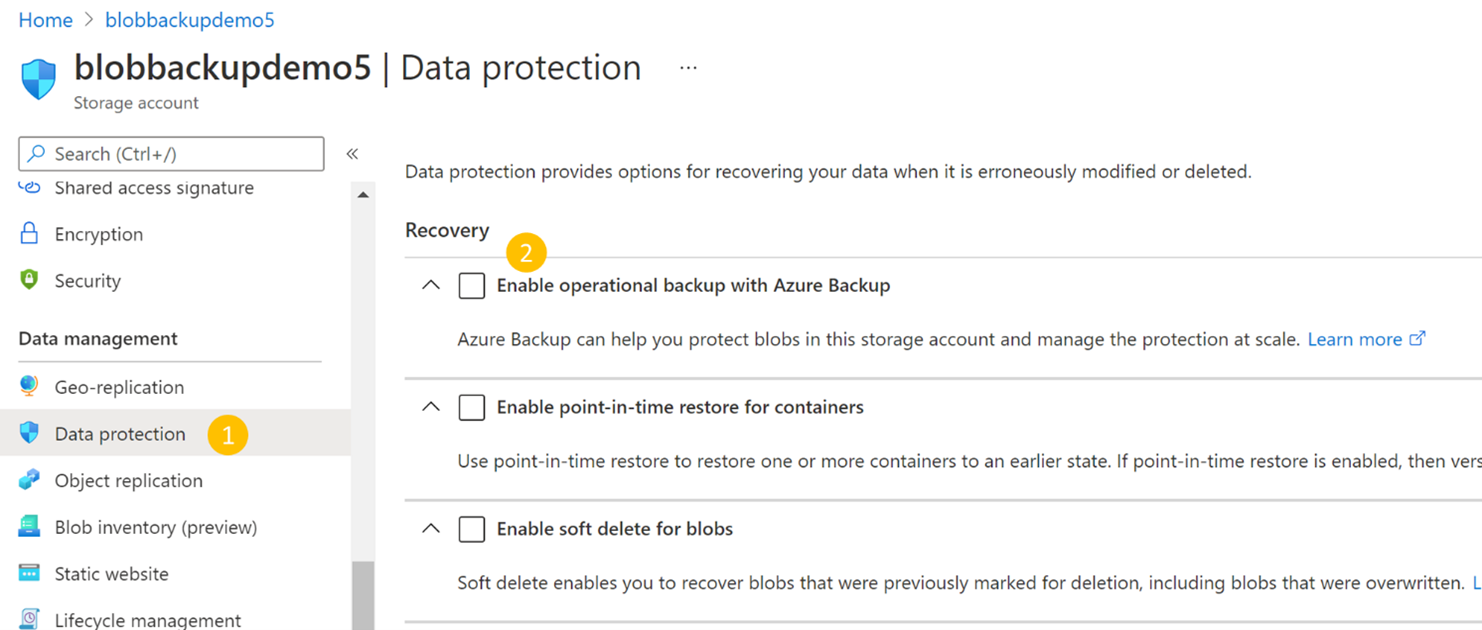 Home > blobbackupdemo5
blobbackupdemo5 | Data protection ...
Storage account
Search (Ctrl+/) «
Shared access signature
Encryption
Security
Data management
Geo-replication
Data protection 1
Object replication
Blob inventory (preview)
Static website
Lifecycle management
Data protection provides options for recovering your data when it is erroneously modified or deleted.
Recovery
2
Enable operational backup with Azure Backup
Azure Backup can help you protect blobs in this storage account and manage the protection at scale. Learn more
Enable point-in-time restore for containers
Use point-in-time restore to restore one or more containers to an earlier state. If point-in-time restore is enabled, then
Enable soft delete for blobs
Soft delete enables you to recover blobs that were previously marked for deletion, including blobs that were overwritten.